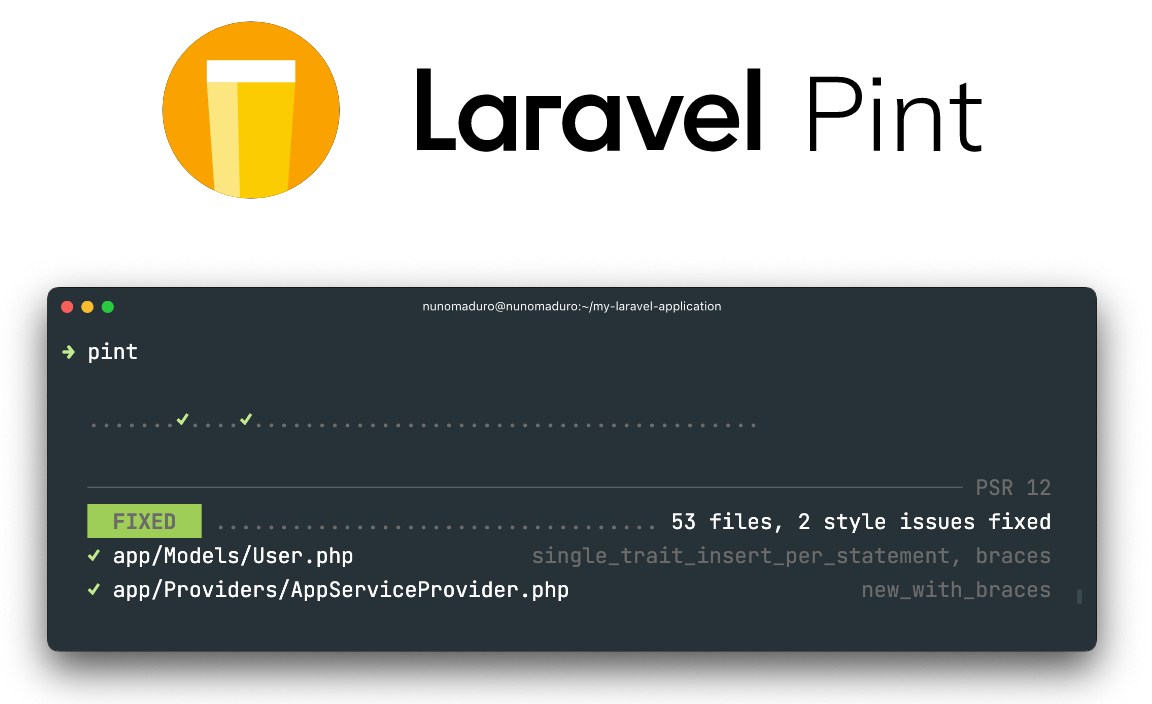 Laravel Pint
nunomaduro@nunomaduro:~/my-laravel-application
➜ pint
.......✓....✓........................................
PSR 12
FIXED ................................... 53 files, 2 style issues fixed
✓ app/Models/User.php single_trait_insert_per_statement, braces
✓ app/Providers/AppServiceProvider.php new_with_braces